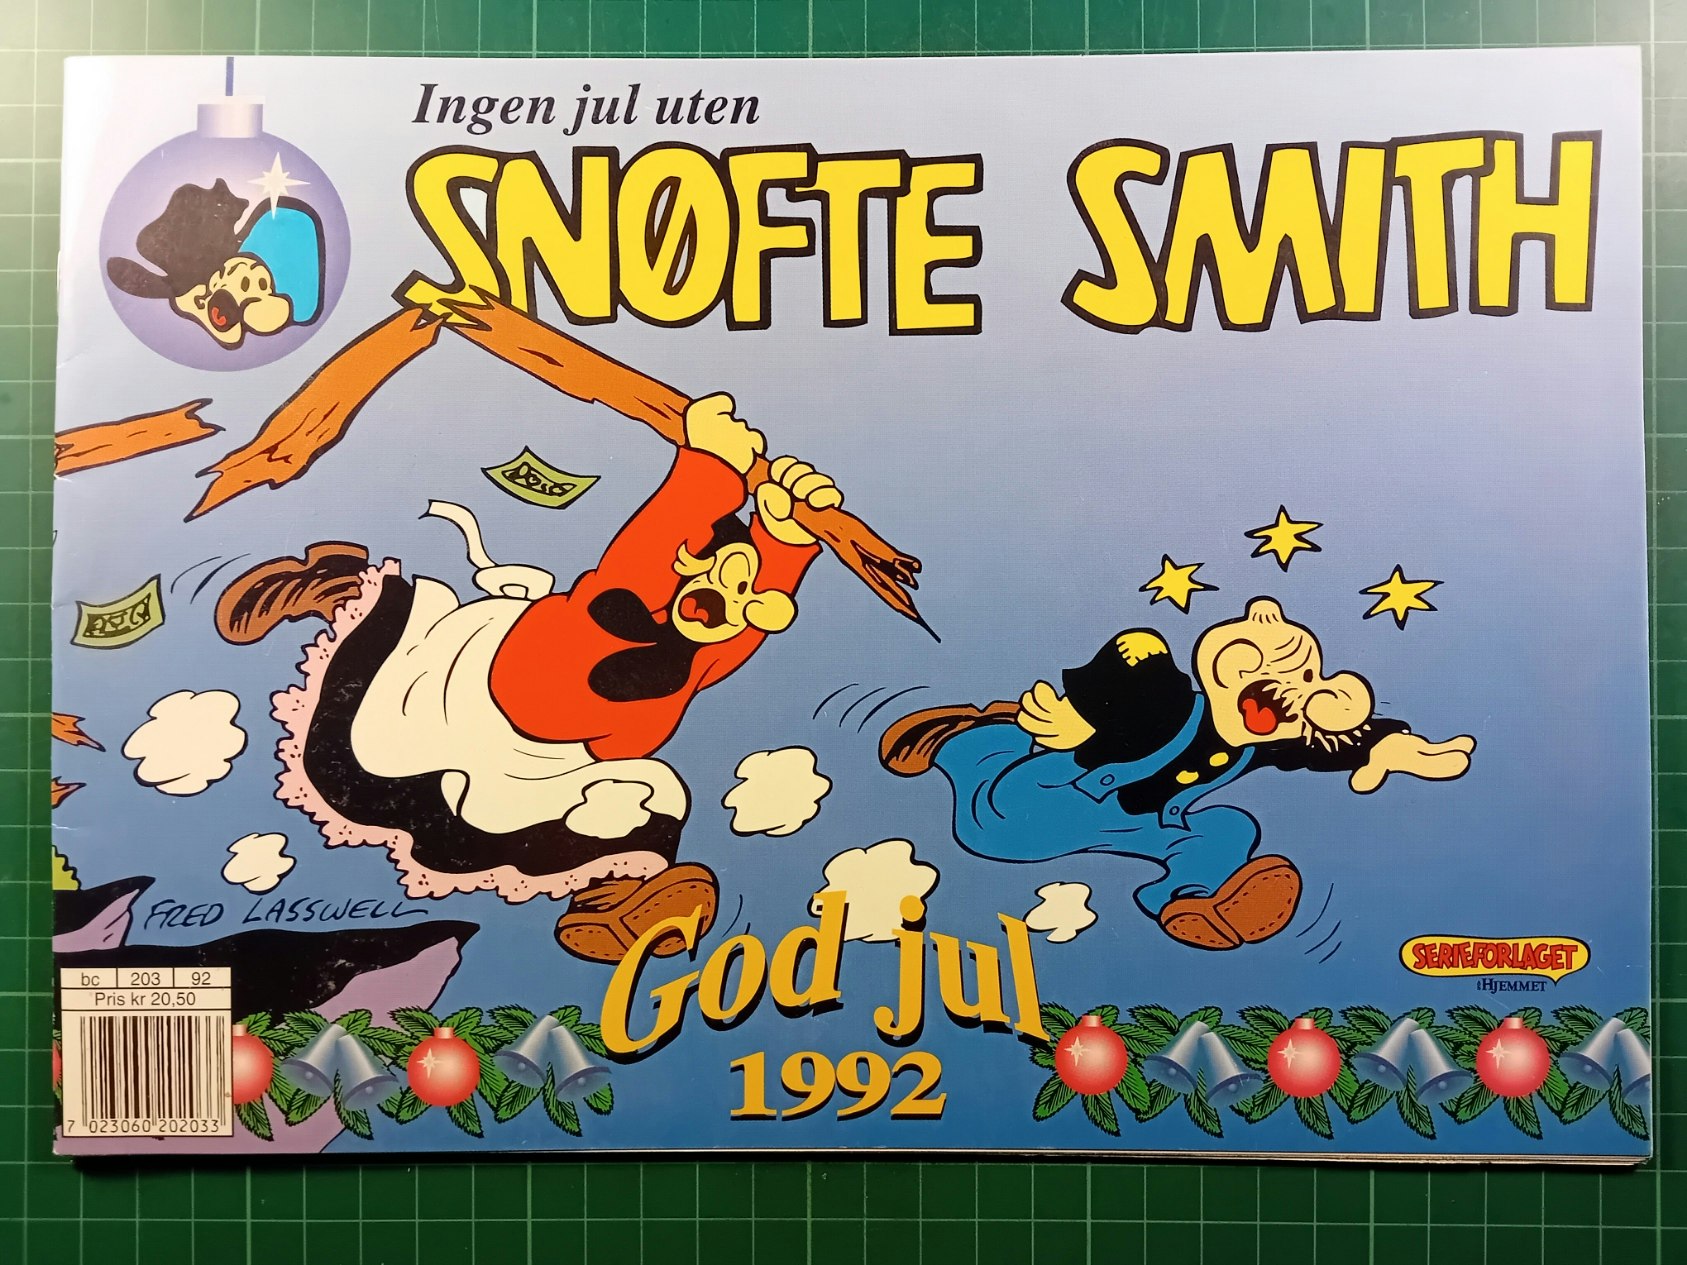 Ingen jul uten
SNØFTE SMITH
FRED LASSWELL
God jul
1992
SERIEFORLAGET
HJEMMET
bc 203 92
Pris kr 20,50
7 023060 202033